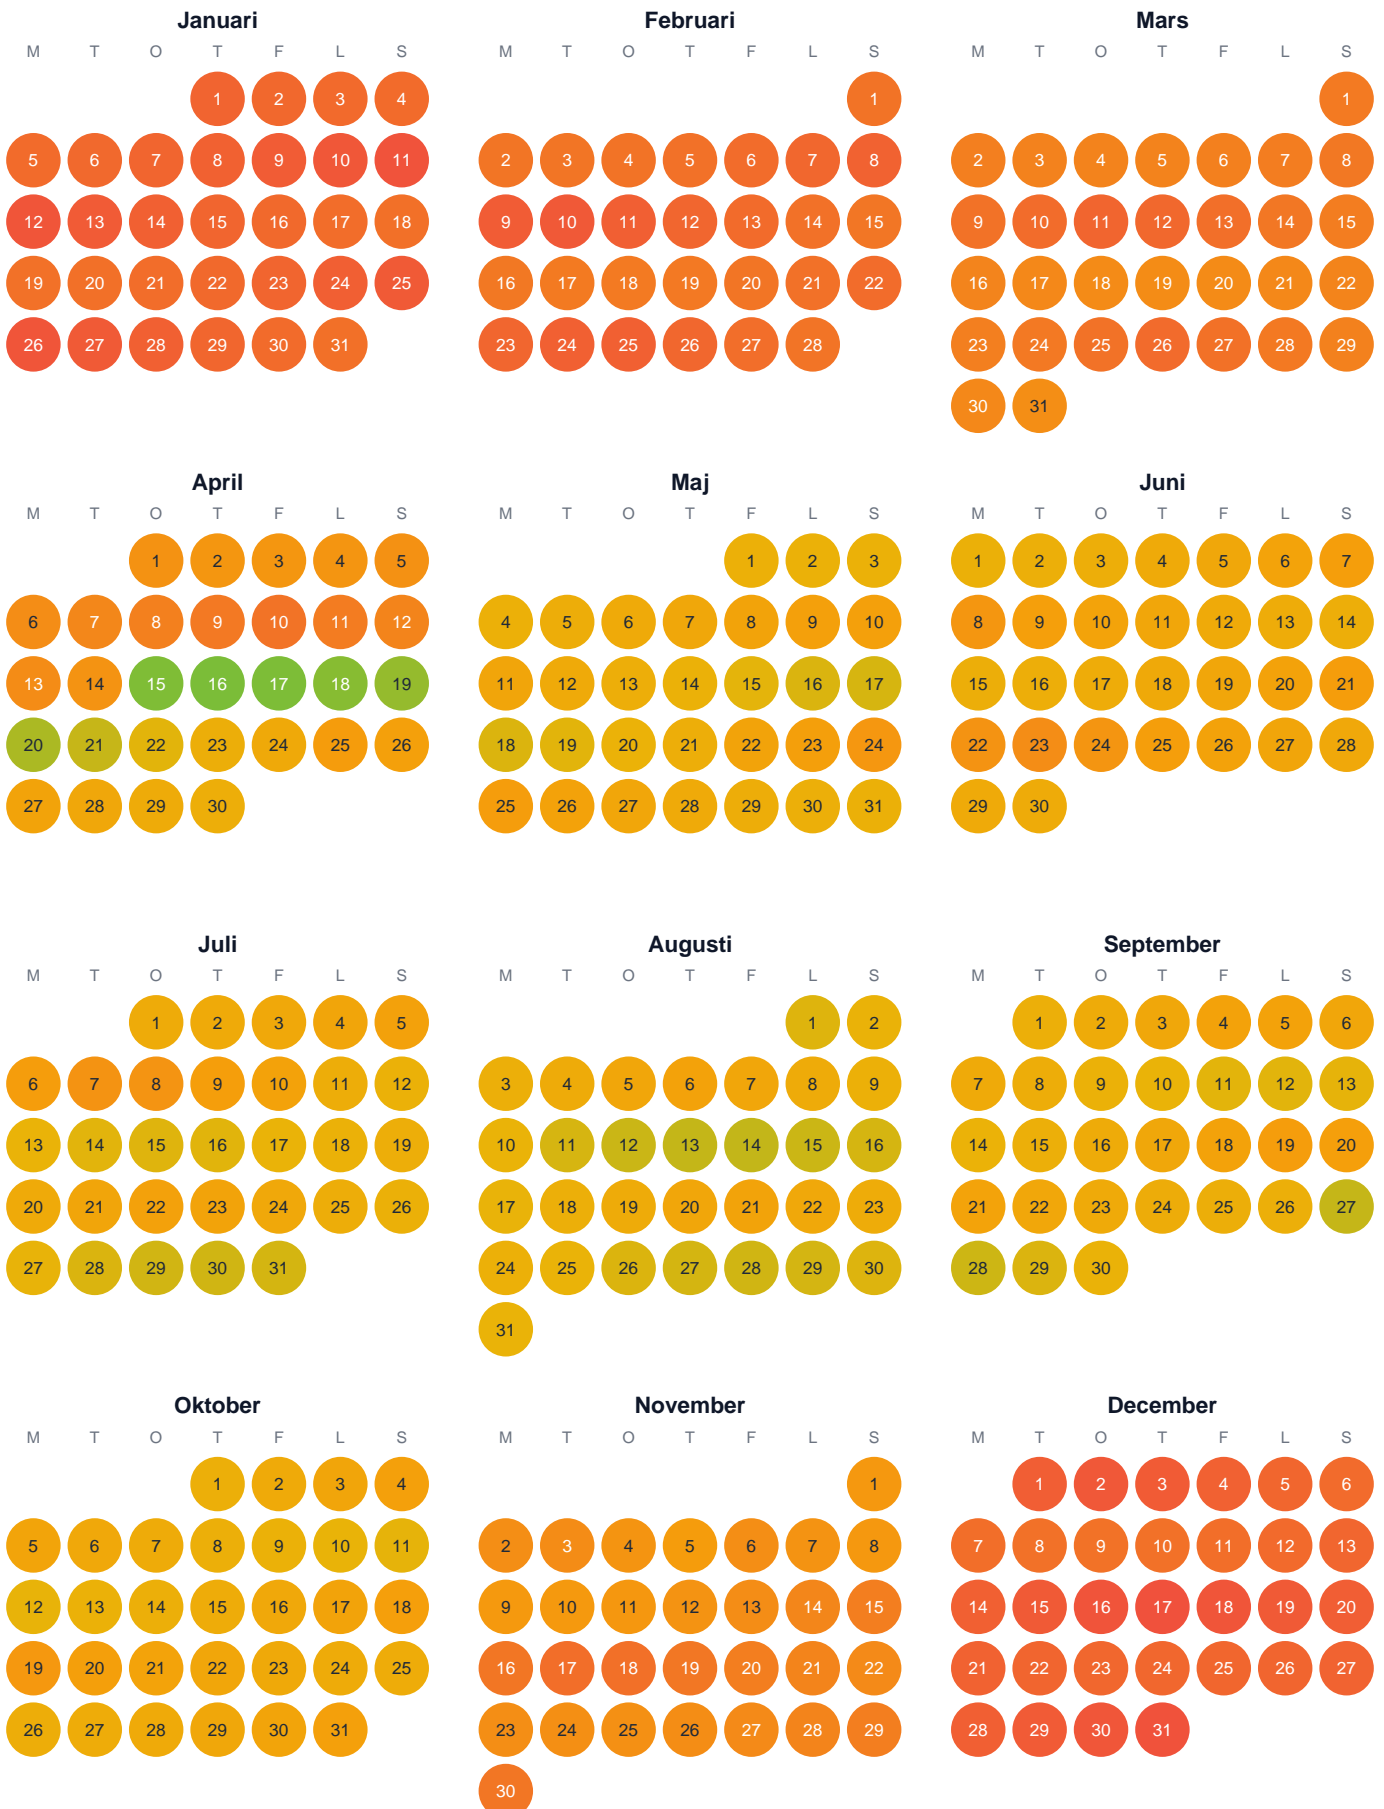 Januari
M T O T F L S
1 2 3 4
5 6 7 8 9 10 11
12 13 14 15 16 17 18
19 20 21 22 23 24 25
26 27 28 29 30 31
Februari
M T O T F L S
1
2 3 4 5 6 7 8
9 10 11 12 13 14 15
16 17 18 19 20 21 22
23 24 25 26 27 28
Mars
M T O T F L S
1
2 3 4 5 6 7 8
9 10 11 12 13 14 15
16 17 18 19 20 21 22
23 24 25 26 27 28 29
30 31
April
M T O T F L S
1 2 3 4 5
6 7 8 9 10 11 12
13 14 15 16 17 18 19
20 21 22 23 24 25 26
27 28 29 30
Maj
M T O T F L S
1 2 3
4 5 6 7 8 9 10
11 12 13 14 15 16 17
18 19 20 21 22 23 24
25 26 27 28 29 30 31
Juni
M T O T F L S
1 2 3 4 5 6 7
8 9 10 11 12 13 14
15 16 17 18 19 20 21
22 23 24 25 26 27 28
29 30
Juli
M T O T F L S
1 2 3 4 5
6 7 8 9 10 11 12
13 14 15 16 17 18 19
20 21 22 23 24 25 26
27 28 29 30 31
Augusti
M T O T F L S
1 2
3 4 5 6 7 8 9
10 11 12 13 14 15 16
17 18 19 20 21 22 23
24 25 26 27 28 29 30
31
September
M T O T F L S
1 2 3 4 5 6
7 8 9 10 11 12 13
14 15 16 17 18 19 20
21 22 23 24 25 26 27
28 29 30
Oktober
M T O T F L S
1 2 3 4
5 6 7 8 9 10 11
12 13 14 15 16 17 18
19 20 21 22 23 24 25
26 27 28 29 30 31
November
M T O T F L S
1
2 3 4 5 6 7 8
9 10 11 12 13 14 15
16 17 18 19 20 21 22
23 24 25 26 27 28 29
30
December
M T O T F L S
1 2 3 4 5 6
7 8 9 10 11 12 13
14 15 16 17 18 19 20
21 22 23 24 25 26 27
28 29 30 31